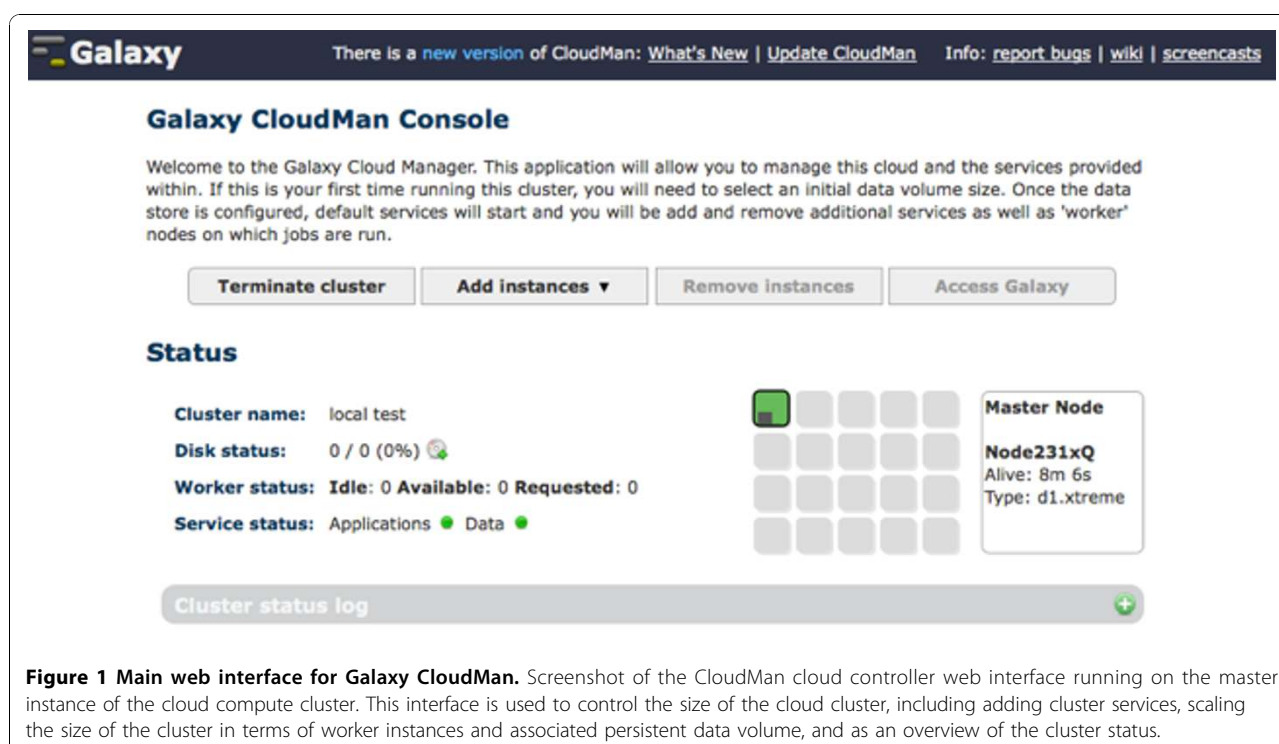 Galaxy
There is a new version of CloudMan: What's New | Update CloudMan Info: report bugs | wiki | screencasts
Galaxy CloudMan Console
Welcome to the Galaxy Cloud Manager. This application will allow you to manage this cloud and the services provided
within. If this is your first time running this cluster, you will need to select an initial data volume size. Once the data
store is configured, default services will start and you will be add and remove additional services as well as 'worker'
nodes on which jobs are run.
Terminate cluster Add instances ▼ Remove instances Access Galaxy
Status
Cluster name: local test
Disk status: 0 / 0 (0%)
Worker status: Idle: 0 Available: 0 Requested: 0
Service status: Applications Data
Master Node
Node231xQ
Alive: 8m 6s
Type: d1.xtreme
Cluster status log
Figure 1 Main web interface for Galaxy CloudMan. Screenshot of the CloudMan cloud controller web interface running on the master
instance of the cloud compute cluster. This interface is used to control the size of the cloud cluster, including adding cluster services, scaling
the size of the cluster in terms of worker instances and associated persistent data volume, and as an overview of the cluster status.